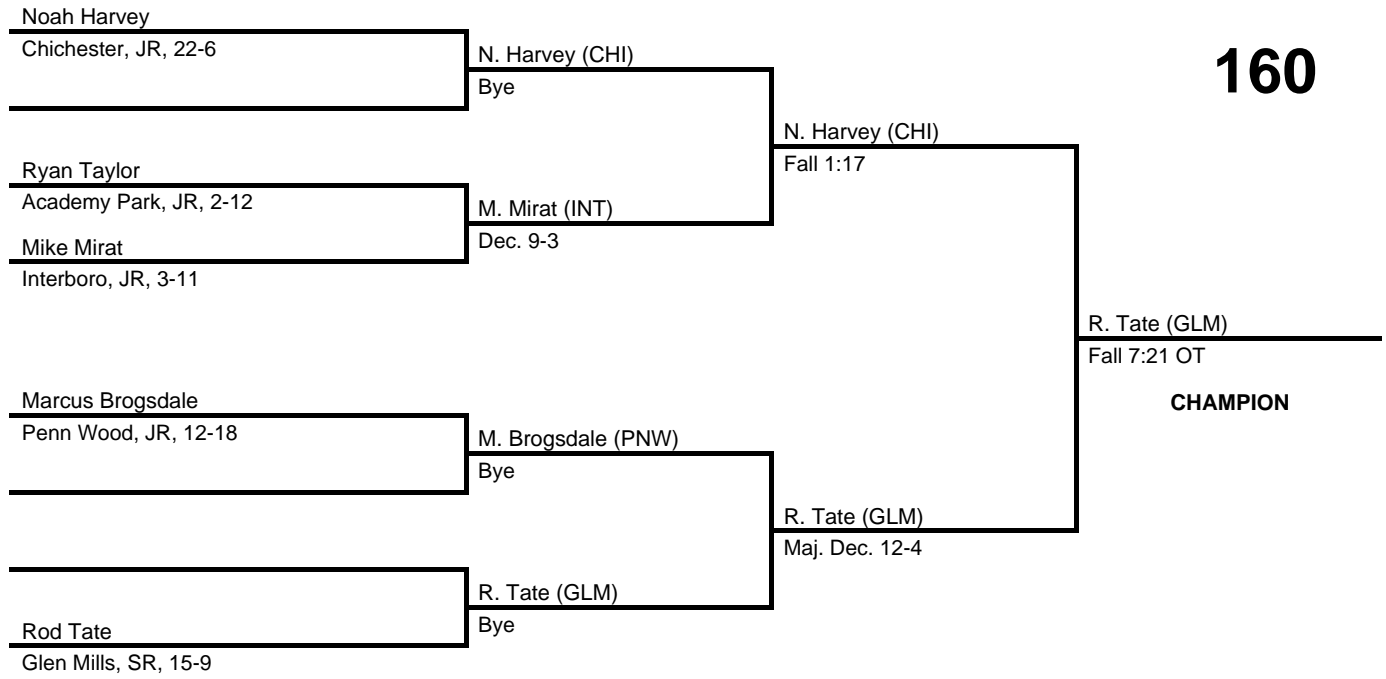 Noah Harvey
Chichester, JR, 22-6
N. Harvey (CHI)
Bye
160
N. Harvey (CHI)
Fall 1:17
Ryan Taylor
Academy Park, JR, 2-12
M. Mirat (INT)
Dec. 9-3
Mike Mirat
Interboro, JR, 3-11
R. Tate (GLM)
Fall 7:21 OT
CHAMPION
Marcus Brogsdale
Penn Wood, JR, 12-18
M. Brogsdale (PNW)
Bye
R. Tate (GLM)
Maj. Dec. 12-4
R. Tate (GLM)
Bye
Rod Tate
Glen Mills, SR, 15-9